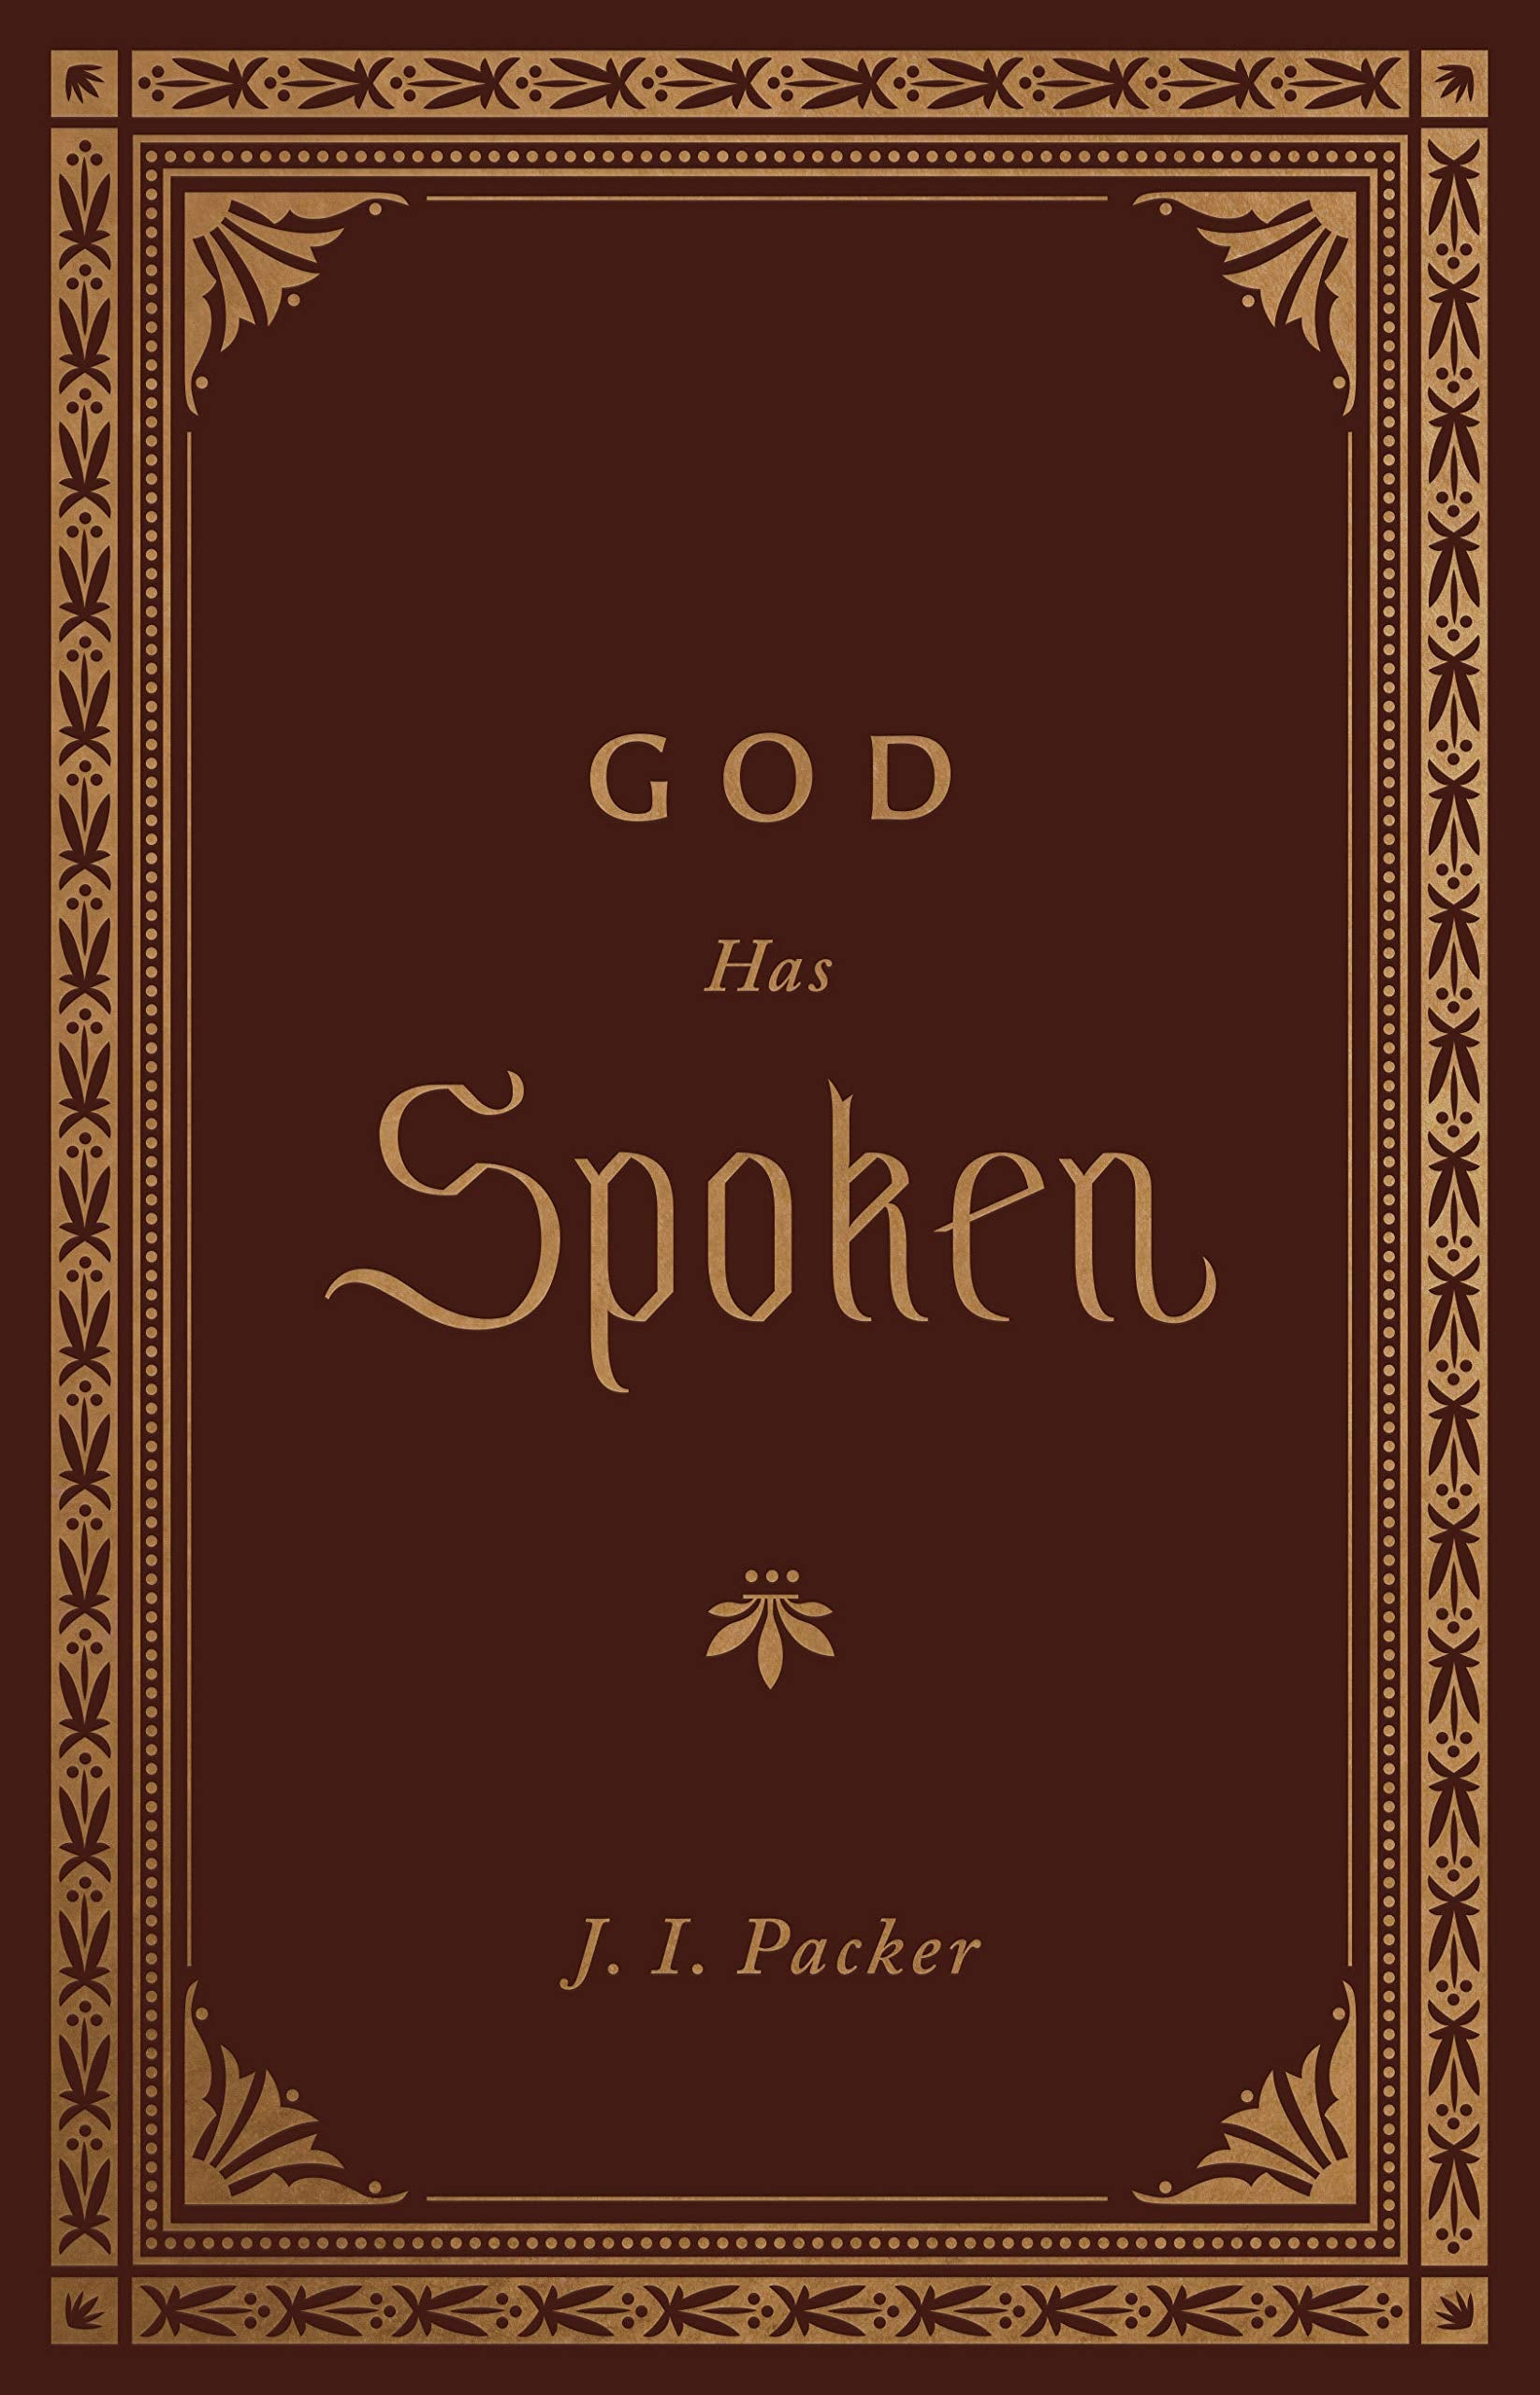 GOD
Has
Spoken
J. I. Packer